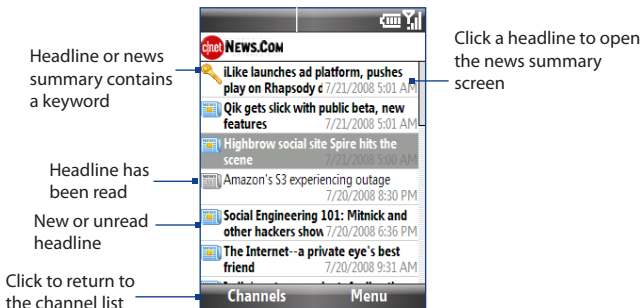 Headline or news
summary contains
a keyword
Headline has
been read
New or unread
headline
Click to return to
the channel list
c|net NEWS.COM
iLike launches ad platform, pushes
play on Rhapsody d 7/21/2008 5:01 AM
Qik gets slick with public beta, new
features 7/21/2008 5:01 AM
Highbrow social site Spire hits the
scene 7/21/2008 5:00 AM
Amazon's S3 experiencing outage
7/20/2008 8:30 PM
Social Engineering 101: Mitnick and
other hackers show 7/20/2008 6:36 PM
The Internet--a private eye's best
friend 7/20/2008 9:31 AM
Channels Menu
Click a headline to open
the news summary
screen